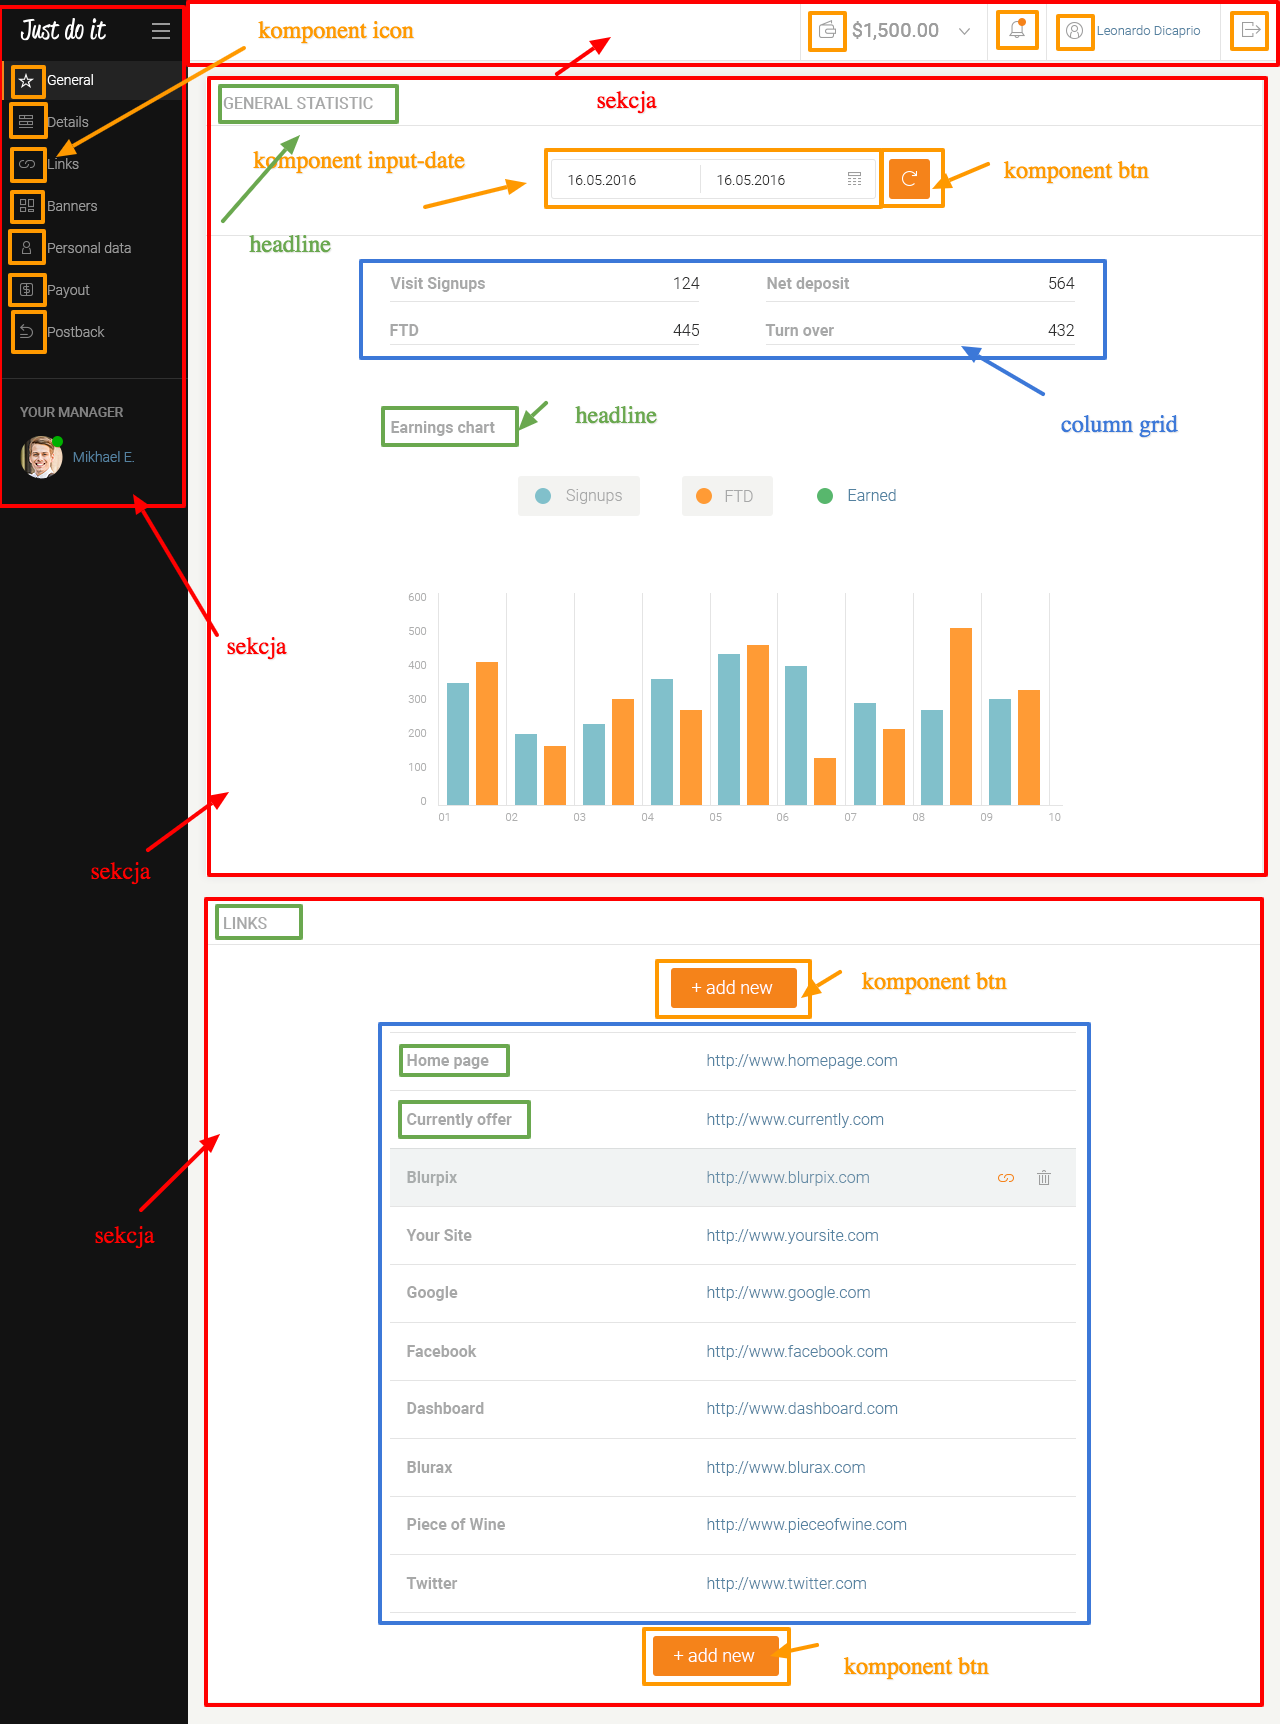 Just do it
komponent icon
$1,500.00
Leonardo Dicaprio
sekcja
General
Details
Links
Banners
Personal data
Payout
Postback
YOUR MANAGER
Mikhael E.
sekcja
GENERAL STATISTIC
komponent input-date
16.05.2016
16.05.2016
komponent btn
headline
Visit Signups 124
Net deposit 564
FTD 445
Turn over 432
Earnings chart
headline
column grid
Signups
FTD
Earned
600
500
400
300
200
100
0
01 02 03 04 05 06 07 08 09 10
sekcja
LINKS
+ add new
komponent btn
Home page http://www.homepage.com
Currently offer http://www.currently.com
Blurpix http://www.blurpix.com
Your Site http://www.yoursite.com
sekcja
Google http://www.google.com
Facebook http://www.facebook.com
Dashboard http://www.dashboard.com
Blurax http://www.blurax.com
Piece of Wine http://www.pieceofwine.com
Twitter http://www.twitter.com
+ add new
komponent btn